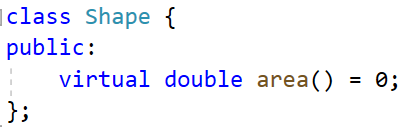 class Shape {
public:
    virtual double area() = 0;
};